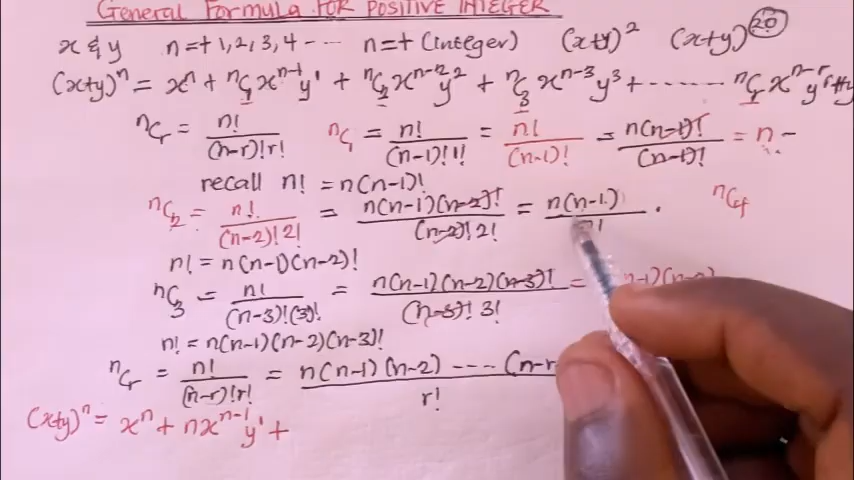 General Formula FOR POSITIVE INTEGER
x & y n=+1,2,3,4 - -- n=+(integer) (x+y)² (x+y)²⁰
(x+y)ⁿ = xⁿ + ⁿC₁xⁿ⁻¹y¹ + ⁿC₂xⁿ⁻²y² + ⁿC₃xⁿ⁻³y³ + ------- ⁿCᵣxⁿ⁻ʳyʳ
ⁿCᵣ = n!/(n-r)!r! ⁿC₁ = n!/(n-1)!1! = n!/(n-1)! = n(n-1)!/(n-1)! = n
recall n! = n(n-1)!
ⁿC₂ = n!/(n-2)!2! = n(n-1)(n-2)!/(n-2)!2! = n(n-1) ⁿC₄
n! = n(n-1)(n-2)!
ⁿC₃ = n!/(n-3)!(3)! = n(n-1)(n-2)(n-3)!/(n-3)!3! =
n! = n(n-1)(n-2)(n-3)!
ⁿCᵣ = n!/(n-r)!r! = n(n-1)(n-2) ---- (n-r/r!
(x+y)ⁿ = xⁿ + nxⁿ⁻¹y¹ +